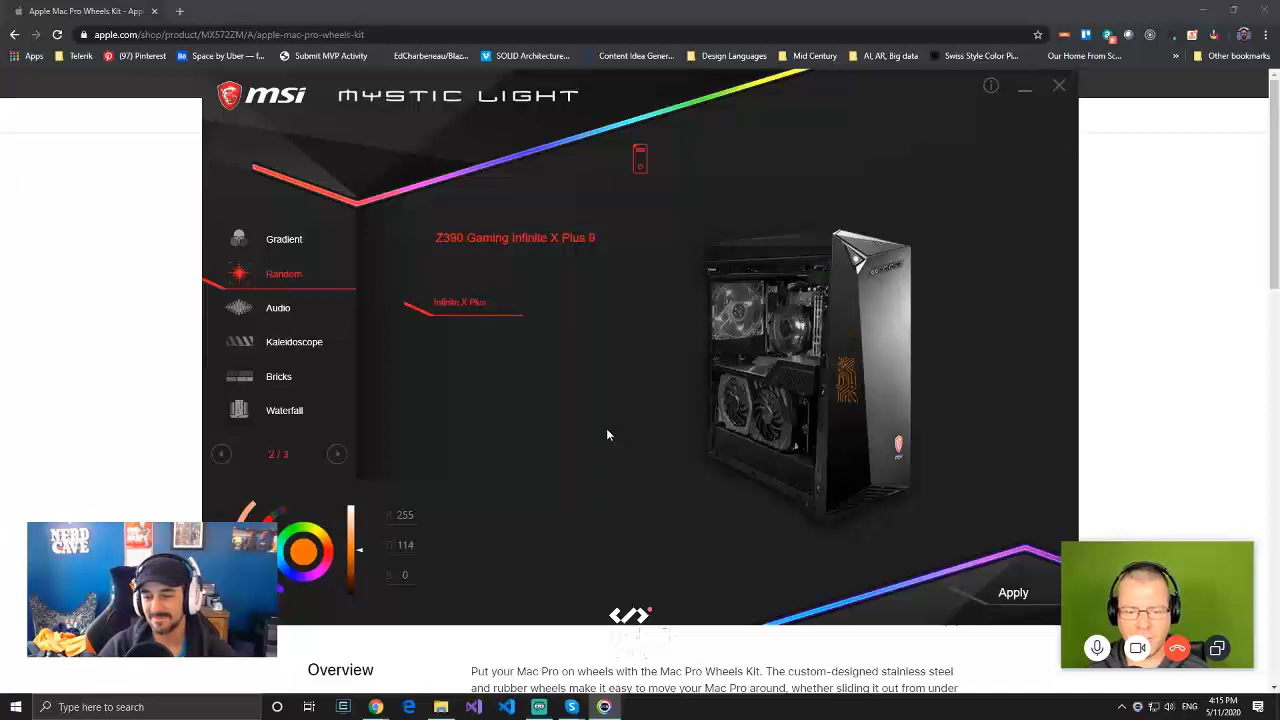 Apple Mac Pro Wheels Kit - Appl
apple.com/shop/product/MX572ZM/A/apple-mac-pro-wheels-kit
Apps
Telerik
(17) Pinterest
Space by Uber — f...
Submit MVP Activity
EdCharbeneau/Blaz...
SOLID Architecture...
Content Idea Gener...
Design Languages
Mid Century
AI, AR, Big data
Swiss Style Color Pi...
Our Home From Sc...
»
Other bookmarks
msi MYSTIC LIGHT
Z390 Gaming Infinite X Plus 9
Infinite X Plus
Gradient
Random
Audio
Kaleidoscope
Bricks
Waterfall
2 / 3
R 255
G 114
B 0
Apply
NERD
CAVE
Overview
Put your Mac Pro on wheels with the Mac Pro Wheels Kit. The custom-designed stainless steel
and rubber wheels make it easy to move your Mac Pro around, whether sliding it out from under
Type here to search
ENG
4:15 PM
5/11/2020